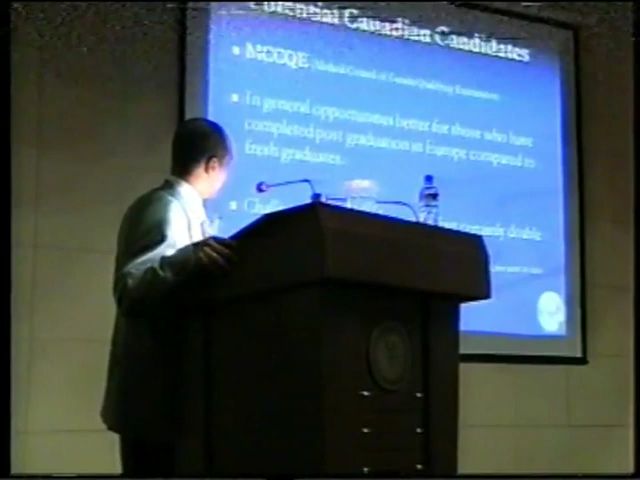 Potential Canadian Candidates
MCCQE (Medical Council of Canada Qualifying Examination)
In general opportunities better for those who have
completed post graduation in Europe compared to
fresh graduates.
certainly doable